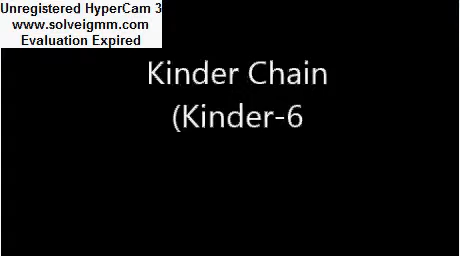 Unregistered HyperCam 3
www.solveigmm.com
Evaluation Expired
Kinder Chain
(Kinder-6